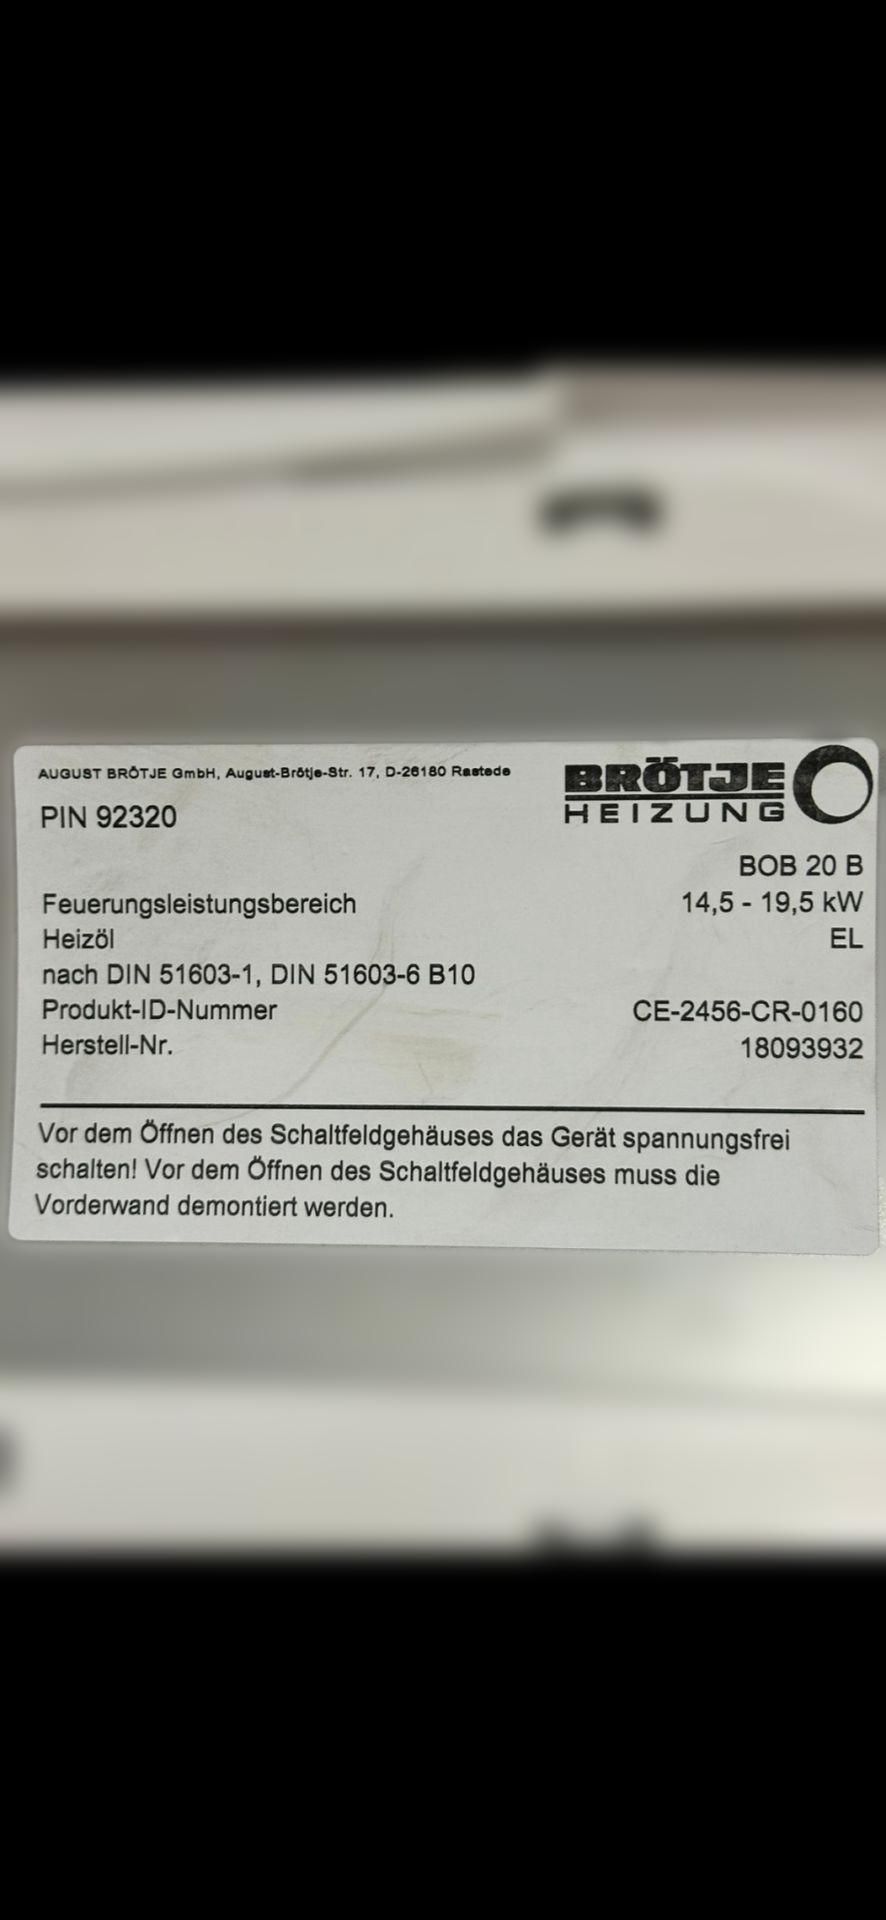 AUGUST BRÖTJE GmbH, August-Brötje-Str. 17, D-26180 Rastede
BRÖTJE
HEIZUNG
PIN 92320
BOB 20 B
Feuerungsleistungsbereich 14,5 - 19,5 kW
Heizöl EL
nach DIN 51603-1, DIN 51603-6 B10
Produkt-ID-Nummer CE-2456-CR-0160
Herstell-Nr. 18093932
Vor dem Öffnen des Schaltfeldgehäuses das Gerät spannungsfrei
schalten! Vor dem Öffnen des Schaltfeldgehäuses muss die
Vorderwand demontiert werden.